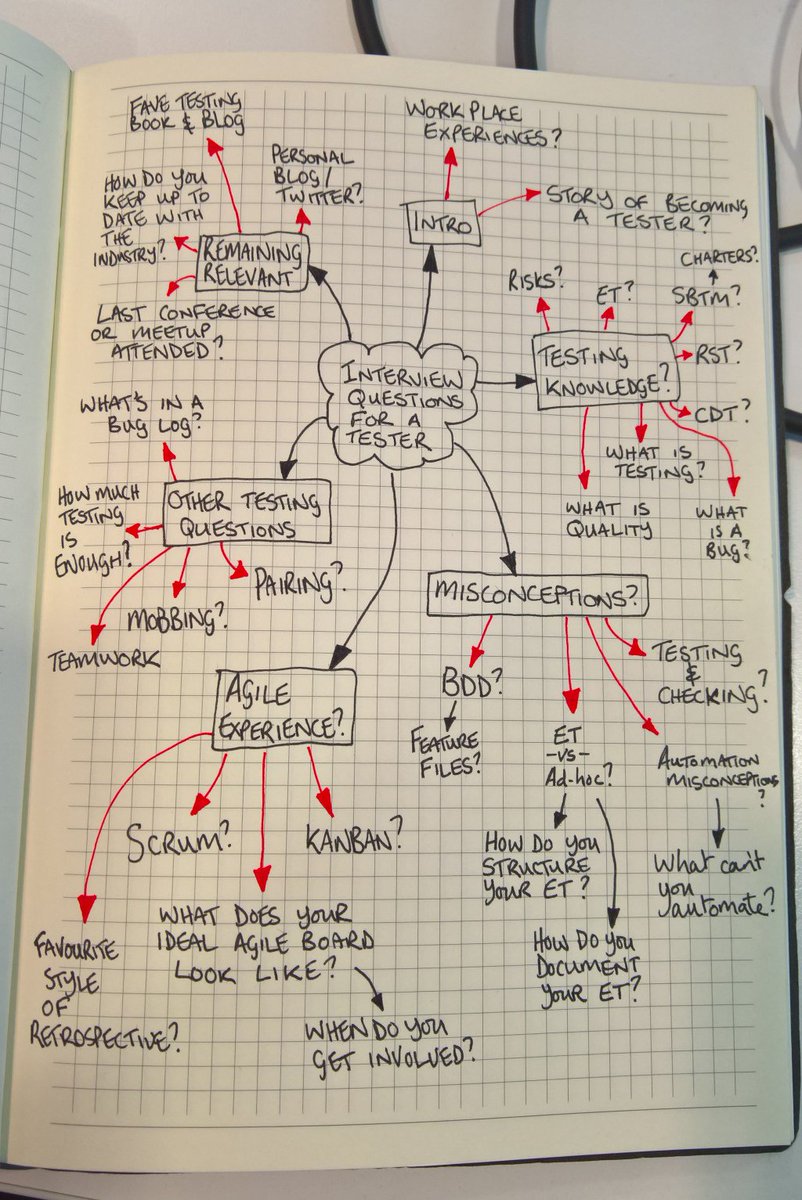 FAVE TESTING
BOOK & BLOG
HOW DO YOU
KEEP UP TO
DATE WITH
THE
INDUSTRY?
PERSONAL
BLOG/
TWITTER?
REMAINING
RELEVANT
LAST CONFERENCE
OR MEETUP
ATTENDED?
WORKPLACE
EXPERIENCES?
INTRO
STORY OF BECOMING
A TESTER?
INTERVIEW
QUESTIONS
FOR A
TESTER
RISKS?
ET?
CHARTERS?
SBTM?
TESTING
KNOWLEDGE?
RST?
CDT?
WHAT IS
TESTING?
WHAT IS
QUALITY
WHAT
IS A
BUG?
WHAT'S IN A
BUG LOG?
HOW MUCH
TESTING
IS
ENOUGH?
OTHER TESTING
QUESTIONS
PAIRING?
MOBBING?
TEAMWORK
MISCONCEPTIONS?
BDD?
FEATURE
FILES?
ET
-VS-
Ad-hoc?
HOW DO YOU
STRUCTURE
YOUR ET?
HOW DO YOU
DOCUMENT
YOUR ET?
TESTING
&
CHECKING?
AUTOMATION
MISCONCEPTIONS
?
What can't
you
automate?
AGILE
EXPERIENCE?
SCRUM?
KANBAN?
WHAT DOES YOUR
IDEAL AGILE BOARD
LOOK LIKE?
WHEN DO YOU
GET INVOLVED?
FAVOURITE
STYLE
OF
RETROSPECTIVE?